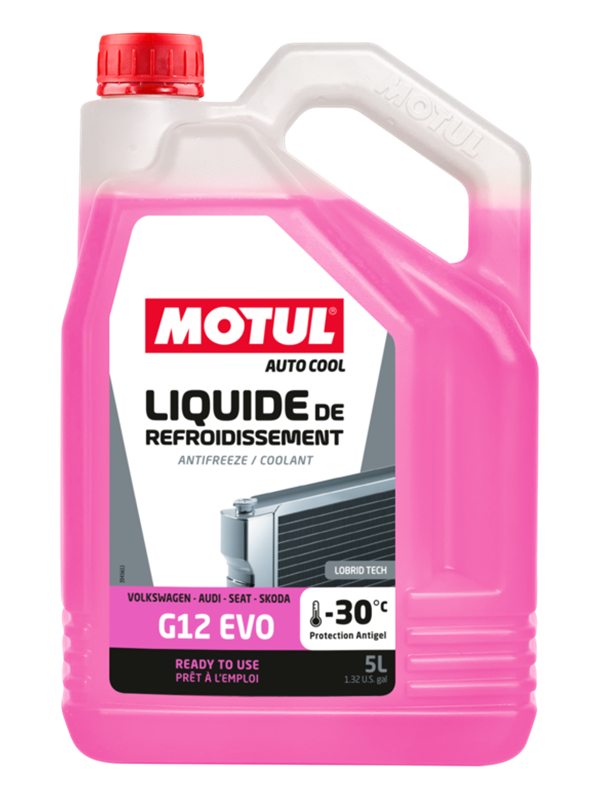 MOTUL
MOTUL®
AUTO COOL
LIQUIDE DE
REFROIDISSEMENT
ANTIFREEZE / COOLANT
LOBRID TECH
VOLKSWAGEN - AUDI - SEAT - SKODA
G12 EVO
-30°C
Protection Antigel
READY TO USE
PRÊT À L'EMPLOI
5L
1.32 U.S. gal